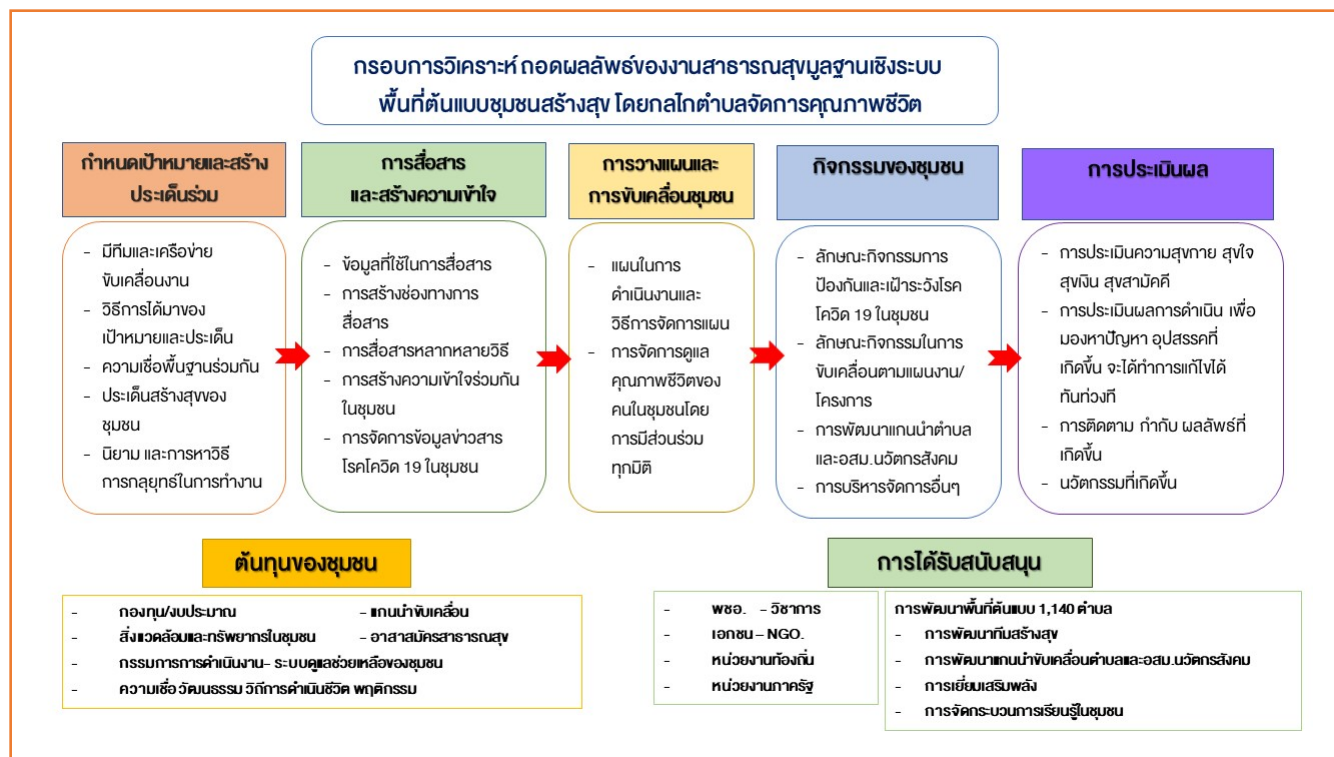 กรอบการวิเคราะห์ ถอดผลลัพธ์ของงานสาธารณสุขมูลฐานเชิงระบบ
พื้นที่ต้นแบบชุมชนสร้างสุข โดยกลไกตำบลจัดการคุณภาพชีวิต
กำหนดเป้าหมายและสร้าง
ประเด็นร่วม
- มีทีมและเครือข่าย
ขับเคลื่อนงาน
- วิธีการได้มาของ
เป้าหมายและประเด็น
- ความเชื่อพื้นฐานร่วมกัน
- ประเด็นสร้างสุขของ
ชุมชน
- นิยาม และการหาวิธี
การกลุยุทธ์ในการทำงาน
การสื่อสาร
และสร้างความเข้าใจ
- ข้อมูลที่ใช้ในการสื่อสาร
- การสร้างช่องทางการ
สื่อสาร
- การสื่อสารหลากหลายวิธี
- การสร้างความเข้าใจร่วมกัน
ในชุมชน
- การจัดการข้อมูลข่าวสาร
โรคโควิด 19 ในชุมชน
การวางแผนและ
การขับเคลื่อนชุมชน
- แผนในการ
ดำเนินงานและ
วิธีการจัดการแผน
- การจัดการดูแล
คุณภาพชีวิตของ
คนในชุมชนโดย
การมีส่วนร่วม
ทุกมิติ
กิจกรรมของชุมชน
- ลักษณะกิจกรรมการ
ป้องกันและเฝ้าระวังโรค
โควิด 19 ในชุมชน
- ลักษณะกิจกรรมในการ
ขับเคลื่อนตามแผนงาน/
โครงการ
- การพัฒนาแกนนำตำบล
และอสม.นวัตกรสังคม
- การบริหารจัดการอื่นๆ
การประเมินผล
- การประเมินความสุขกาย สุขใจ
สุขเงิน สุขสามัคคี
- การประเมินผลการดำเนิน เพื่อ
มองหาปัญหา อุปสรรคที่
เกิดขึ้น จะได้ทำการแก้ไขได้
ทันท่วงที
- การติดตาม กำกับ ผลลัพธ์ที่
เกิดขึ้น
- นวัตกรรมที่เกิดขึ้น
ต้นทุนของชุมชน
- กองทุน/งบประมาณ - แกนนำขับเคลื่อน
- สิ่งแวดล้อมและทรัพยากรในชุมชน - อาสาสมัครสาธารณสุข
- กรรมการการดำเนินงาน– ระบบดูแลช่วยเหลือของชุมชน
- ความเชื่อ วัฒนธรรม วิถีการดำเนินชีวิต พฤติกรรม
การได้รับสนับสนุน
- พชอ. - วิชาการ
- เอกชน – NGO.
- หน่วยงานท้องถิ่น
- หน่วยงานภาครัฐ
การพัฒนาพื้นที่ต้นแบบ 1,140 ตำบล
- การพัฒนาทีมสร้างสุข
- การพัฒนาแกนนำขับเคลื่อนตำบลและอสม.นวัตกรสังคม
- การเยี่ยมเสริมพลัง
- การจัดกระบวนการเรียนรู้ในชุมชน